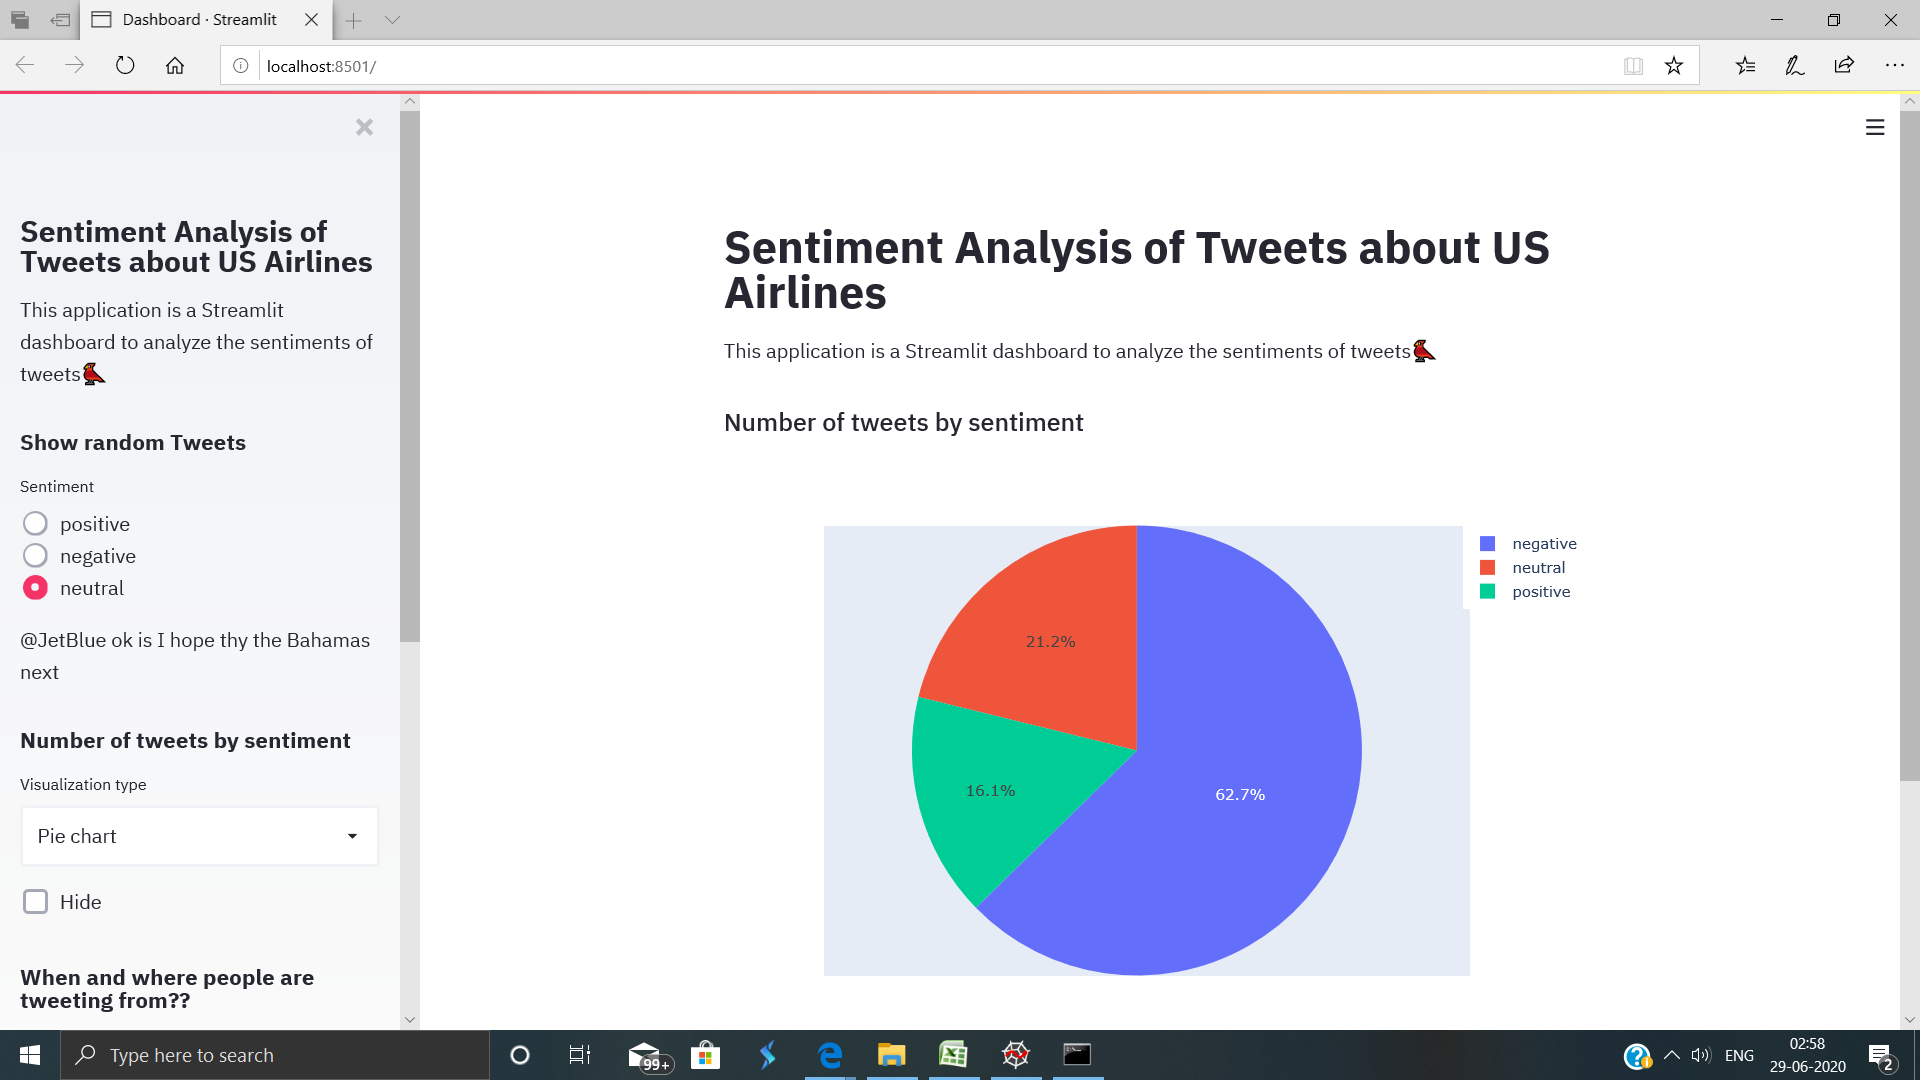 Dashboard · Streamlit
localhost:8501/
Sentiment Analysis of
Tweets about US Airlines
This application is a Streamlit
dashboard to analyze the sentiments of
tweets
Show random Tweets
Sentiment
positive
negative
neutral
@JetBlue ok is I hope thy the Bahamas
next
Number of tweets by sentiment
Visualization type
Pie chart
Hide
When and where people are
tweeting from??
Sentiment Analysis of Tweets about US
Airlines
This application is a Streamlit dashboard to analyze the sentiments of tweets
Number of tweets by sentiment
negative
neutral
positive
21.2%
16.1%
62.7%
Type here to search
99+
ENG
02:58
29-06-2020
2